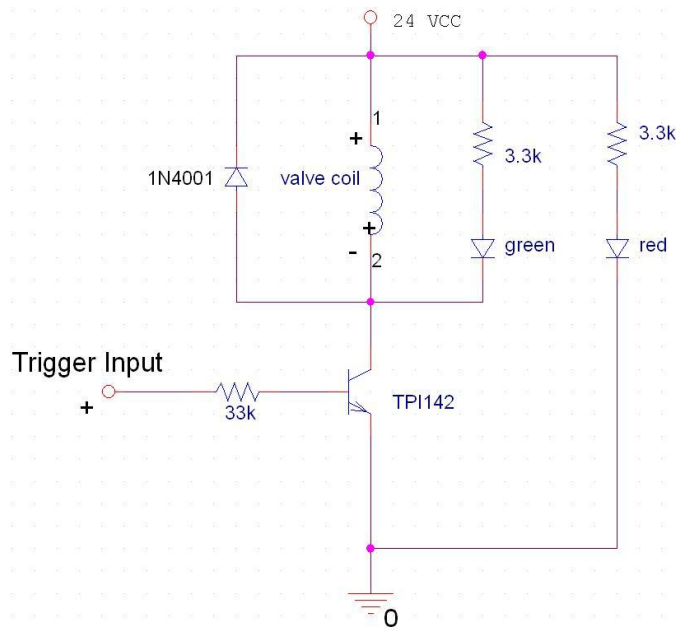 24 VCC
1
+
3.3k
3.3k
1N4001
valve coil
+
-
2
green
red
Trigger Input
+
33k
TPI142
0